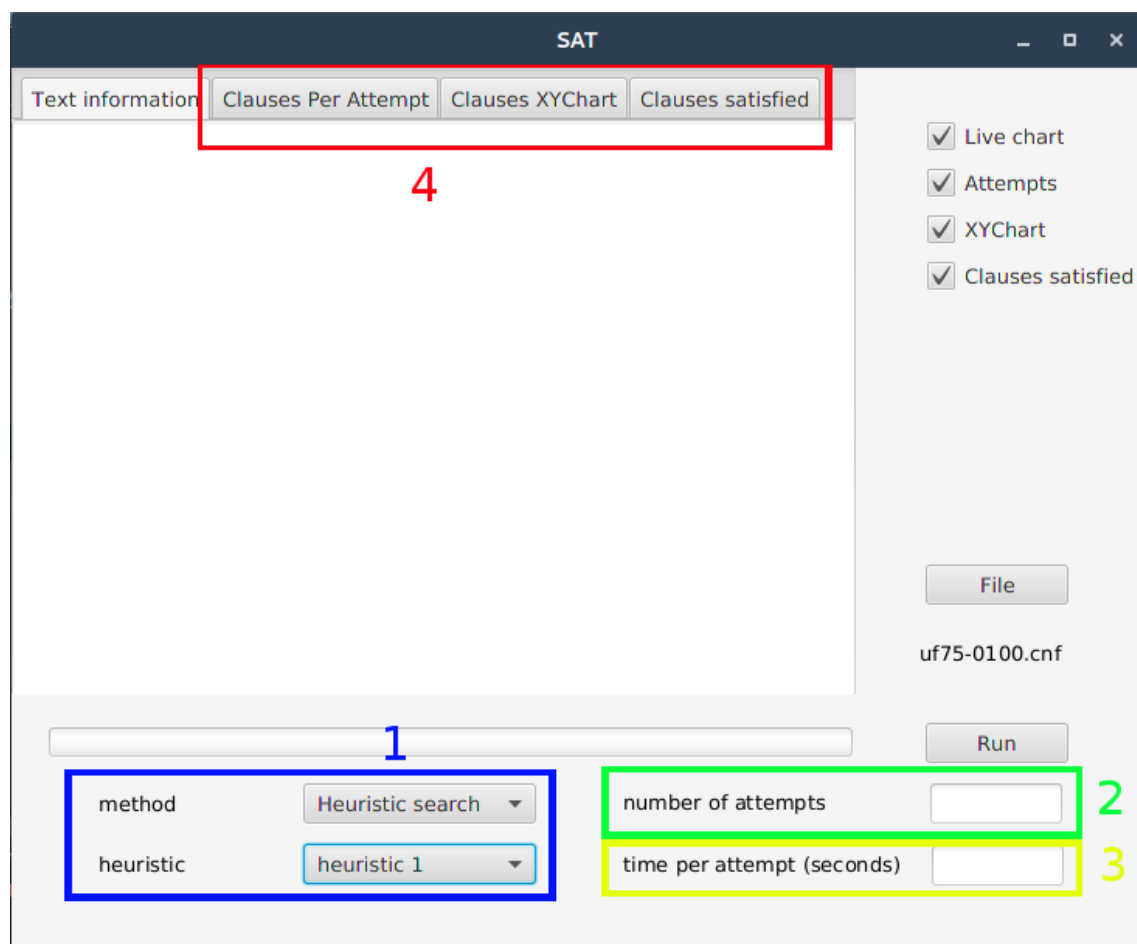 SAT
Text information Clauses Per Attempt Clauses XYChart Clauses satisfied
4
Live chart
Attempts
XYChart
Clauses satisfied
File
uf75-0100.cnf
1
Run
method Heuristic search number of attempts 2
heuristic heuristic 1 time per attempt (seconds) 3